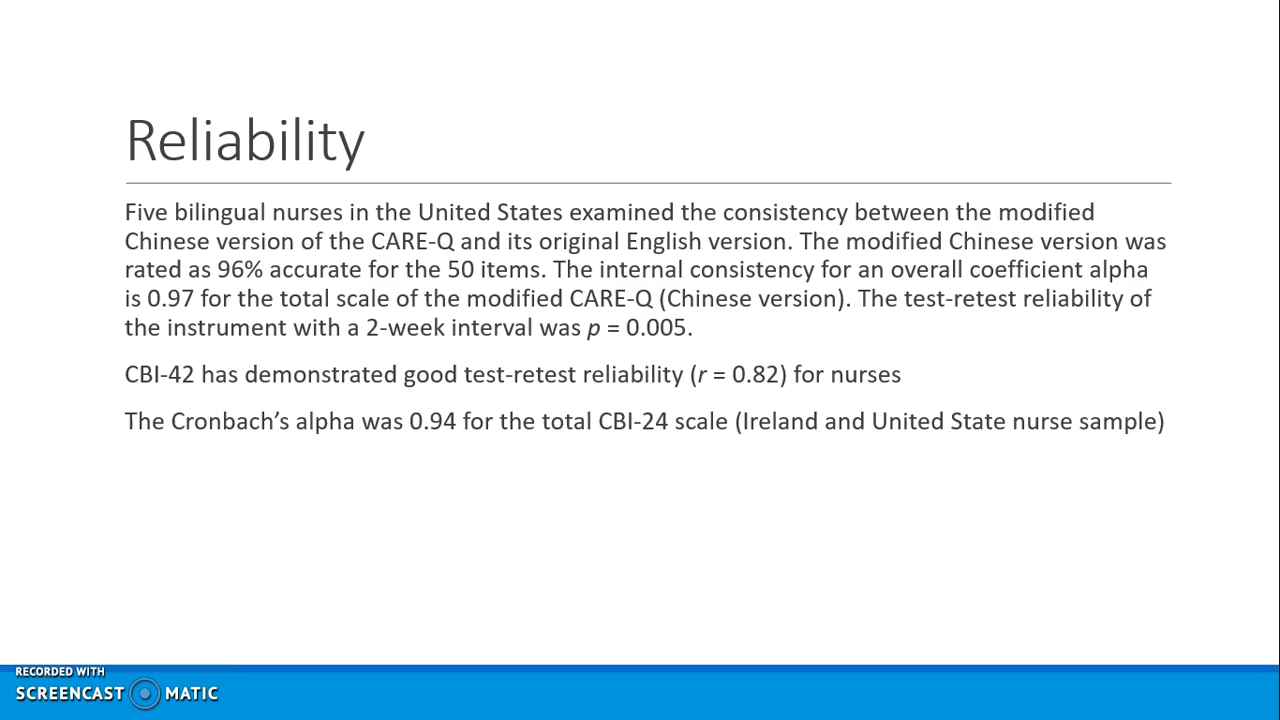 Reliability
Five bilingual nurses in the United States examined the consistency between the modified
Chinese version of the CARE-Q and its original English version. The modified Chinese version was
rated as 96% accurate for the 50 items. The internal consistency for an overall coefficient alpha
is 0.97 for the total scale of the modified CARE-Q (Chinese version). The test-retest reliability of
the instrument with a 2-week interval was p = 0.005.
CBI-42 has demonstrated good test-retest reliability (r = 0.82) for nurses
The Cronbach’s alpha was 0.94 for the total CBI-24 scale (Ireland and United State nurse sample)
RECORDED WITH
SCREENCAST MATIC